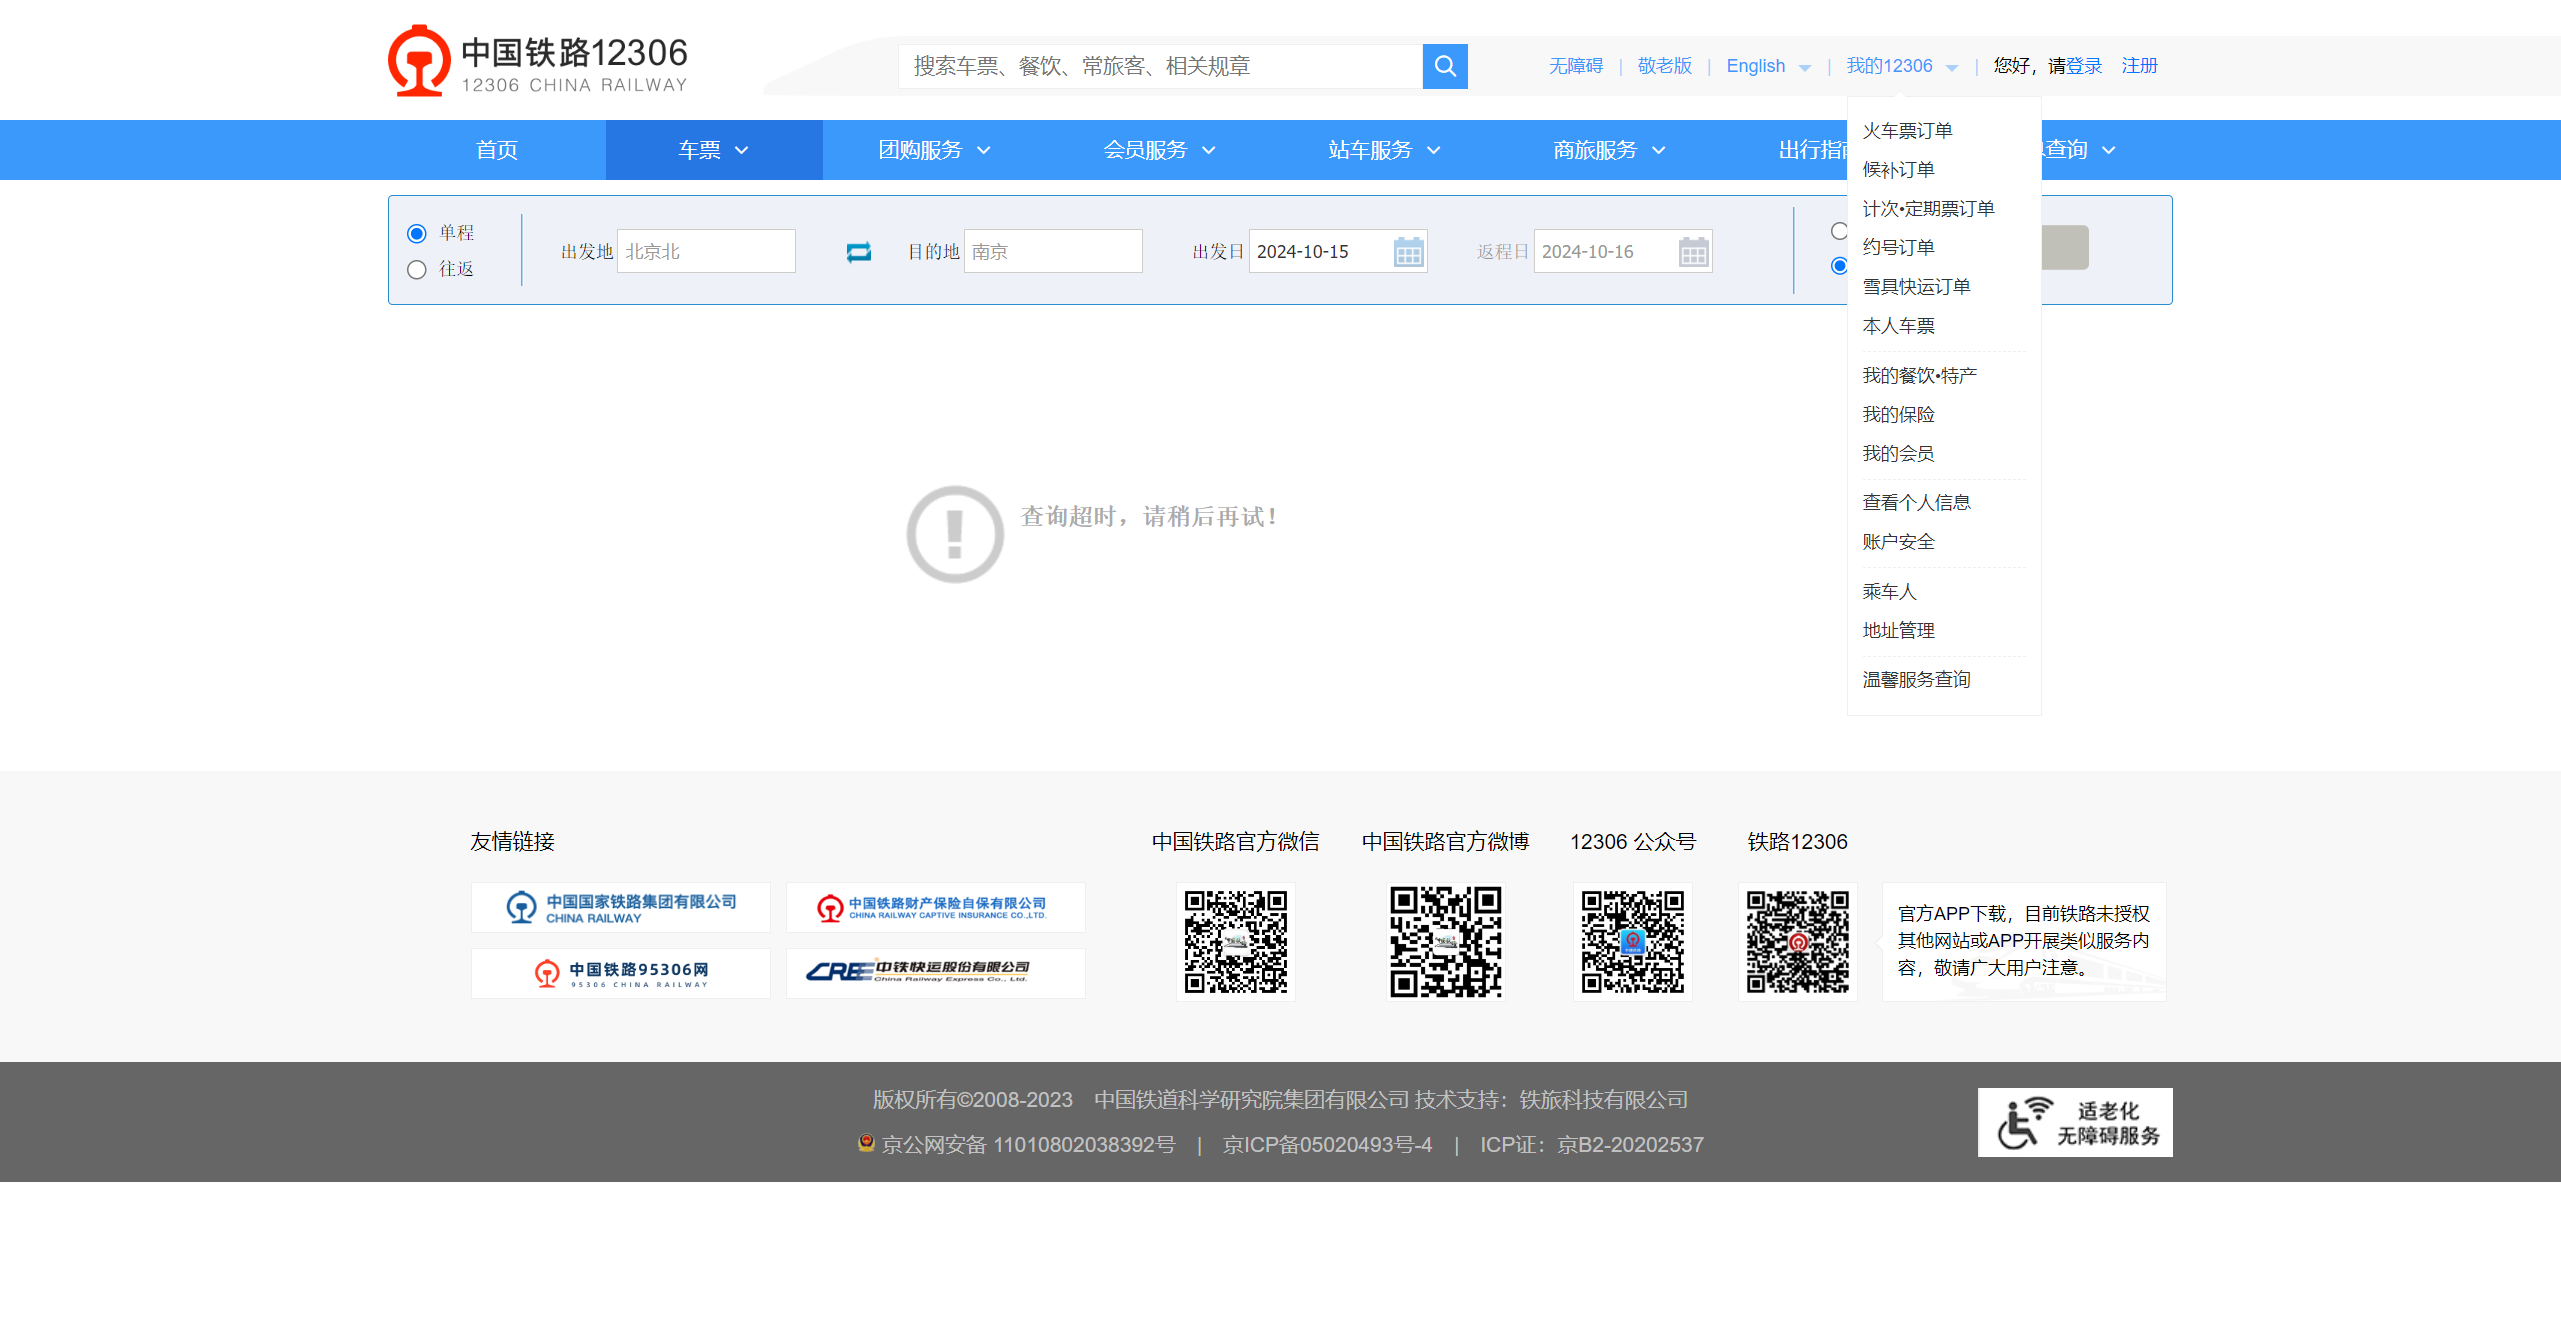 中国铁路12306
12306 CHINA RAILWAY
搜索车票、餐饮、常旅客、相关规章
无障碍 | 敬老版 | English | 我的12306 | 您好，请登录 注册
首页 车票 团购服务 会员服务 站车服务 商旅服务 出行指 查询
火车票订单
候补订单
计次•定期票订单
约号订单
雪具快运订单
本人车票
我的餐饮•特产
我的保险
我的会员
查看个人信息
账户安全
乘车人
地址管理
温馨服务查询
单程
往返
出发地 北京北 目的地 南京 出发日 2024-10-15 返程日 2024-10-16
查询超时，请稍后再试！
友情链接
中国国家铁路集团有限公司
CHINA RAILWAY
中国铁路财产保险自保有限公司
CHINA RAILWAY CAPTIVE INSURANCE CO.,LTD.
中国铁路95306网
95306 CHINA RAILWAY
CREE中铁快运股份有限公司
China Railway Express Co., Ltd.
中国铁路官方微信 中国铁路官方微博 12306 公众号 铁路12306
官方APP下载，目前铁路未授权
其他网站或APP开展类似服务内
容，敬请广大用户注意。
版权所有©2008-2023 中国铁道科学研究院集团有限公司 技术支持：铁旅科技有限公司
京公网安备 11010802038392号 | 京ICP备05020493号-4 | ICP证：京B2-20202537
适老化
无障碍服务